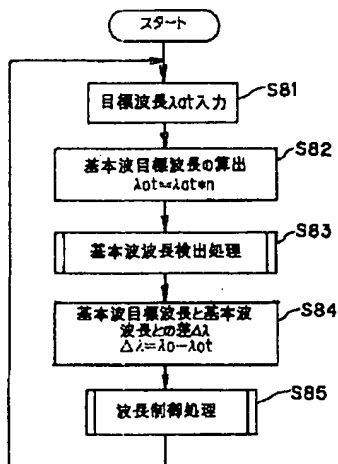 スタート
S81
目標波長λot入力
S82
基本波目標波長の算出
λot=λot*n
S83
基本波波長検出処理
S84
基本波目標波長と基本波
波長との差Δλ
Δλ=λo-λot
S85
波長制御処理